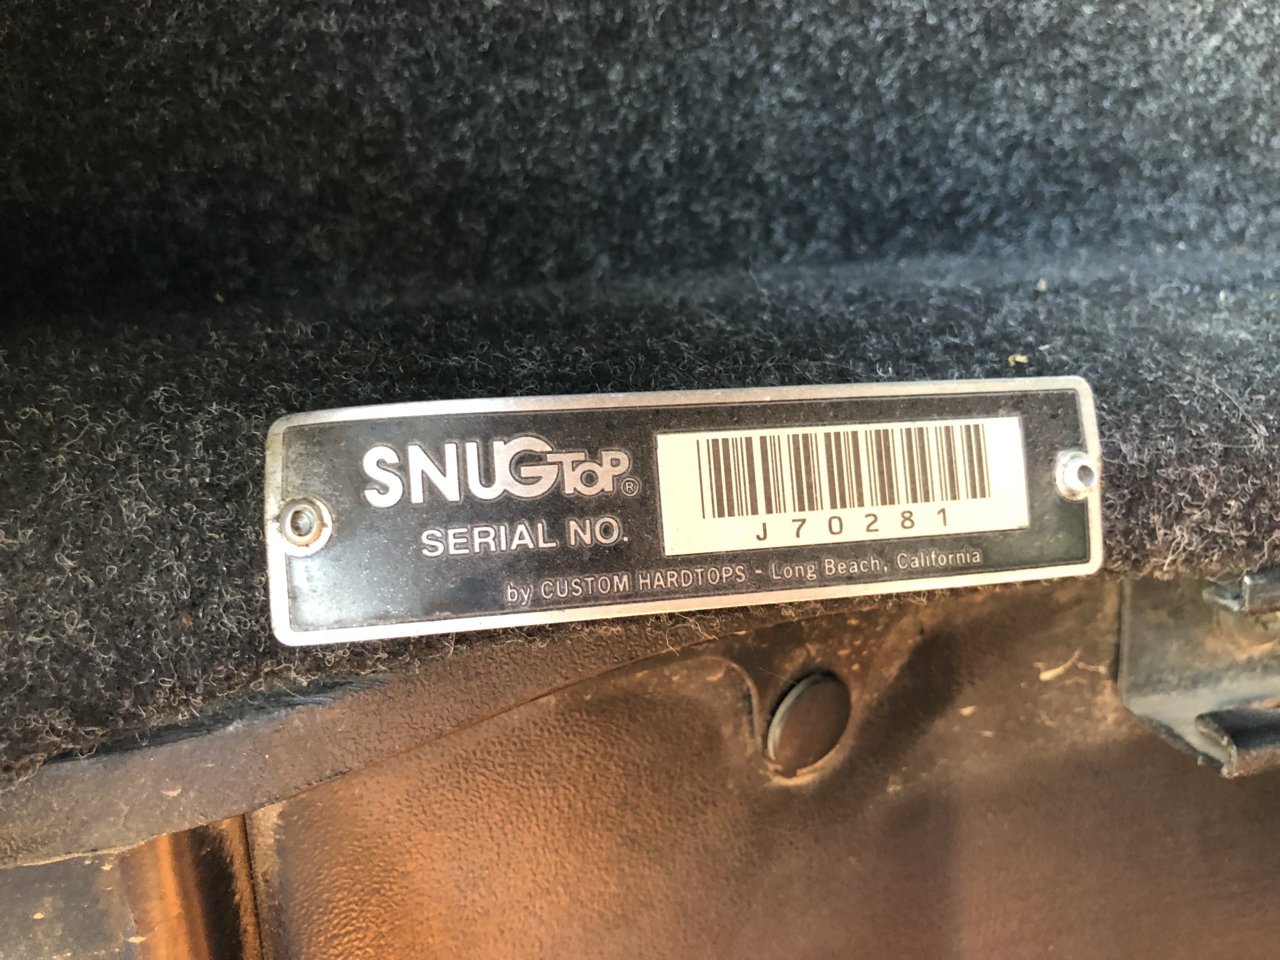 SNUGTOP®
SERIAL NO.
J70281
by CUSTOM HARDTOPS - Long Beach, California